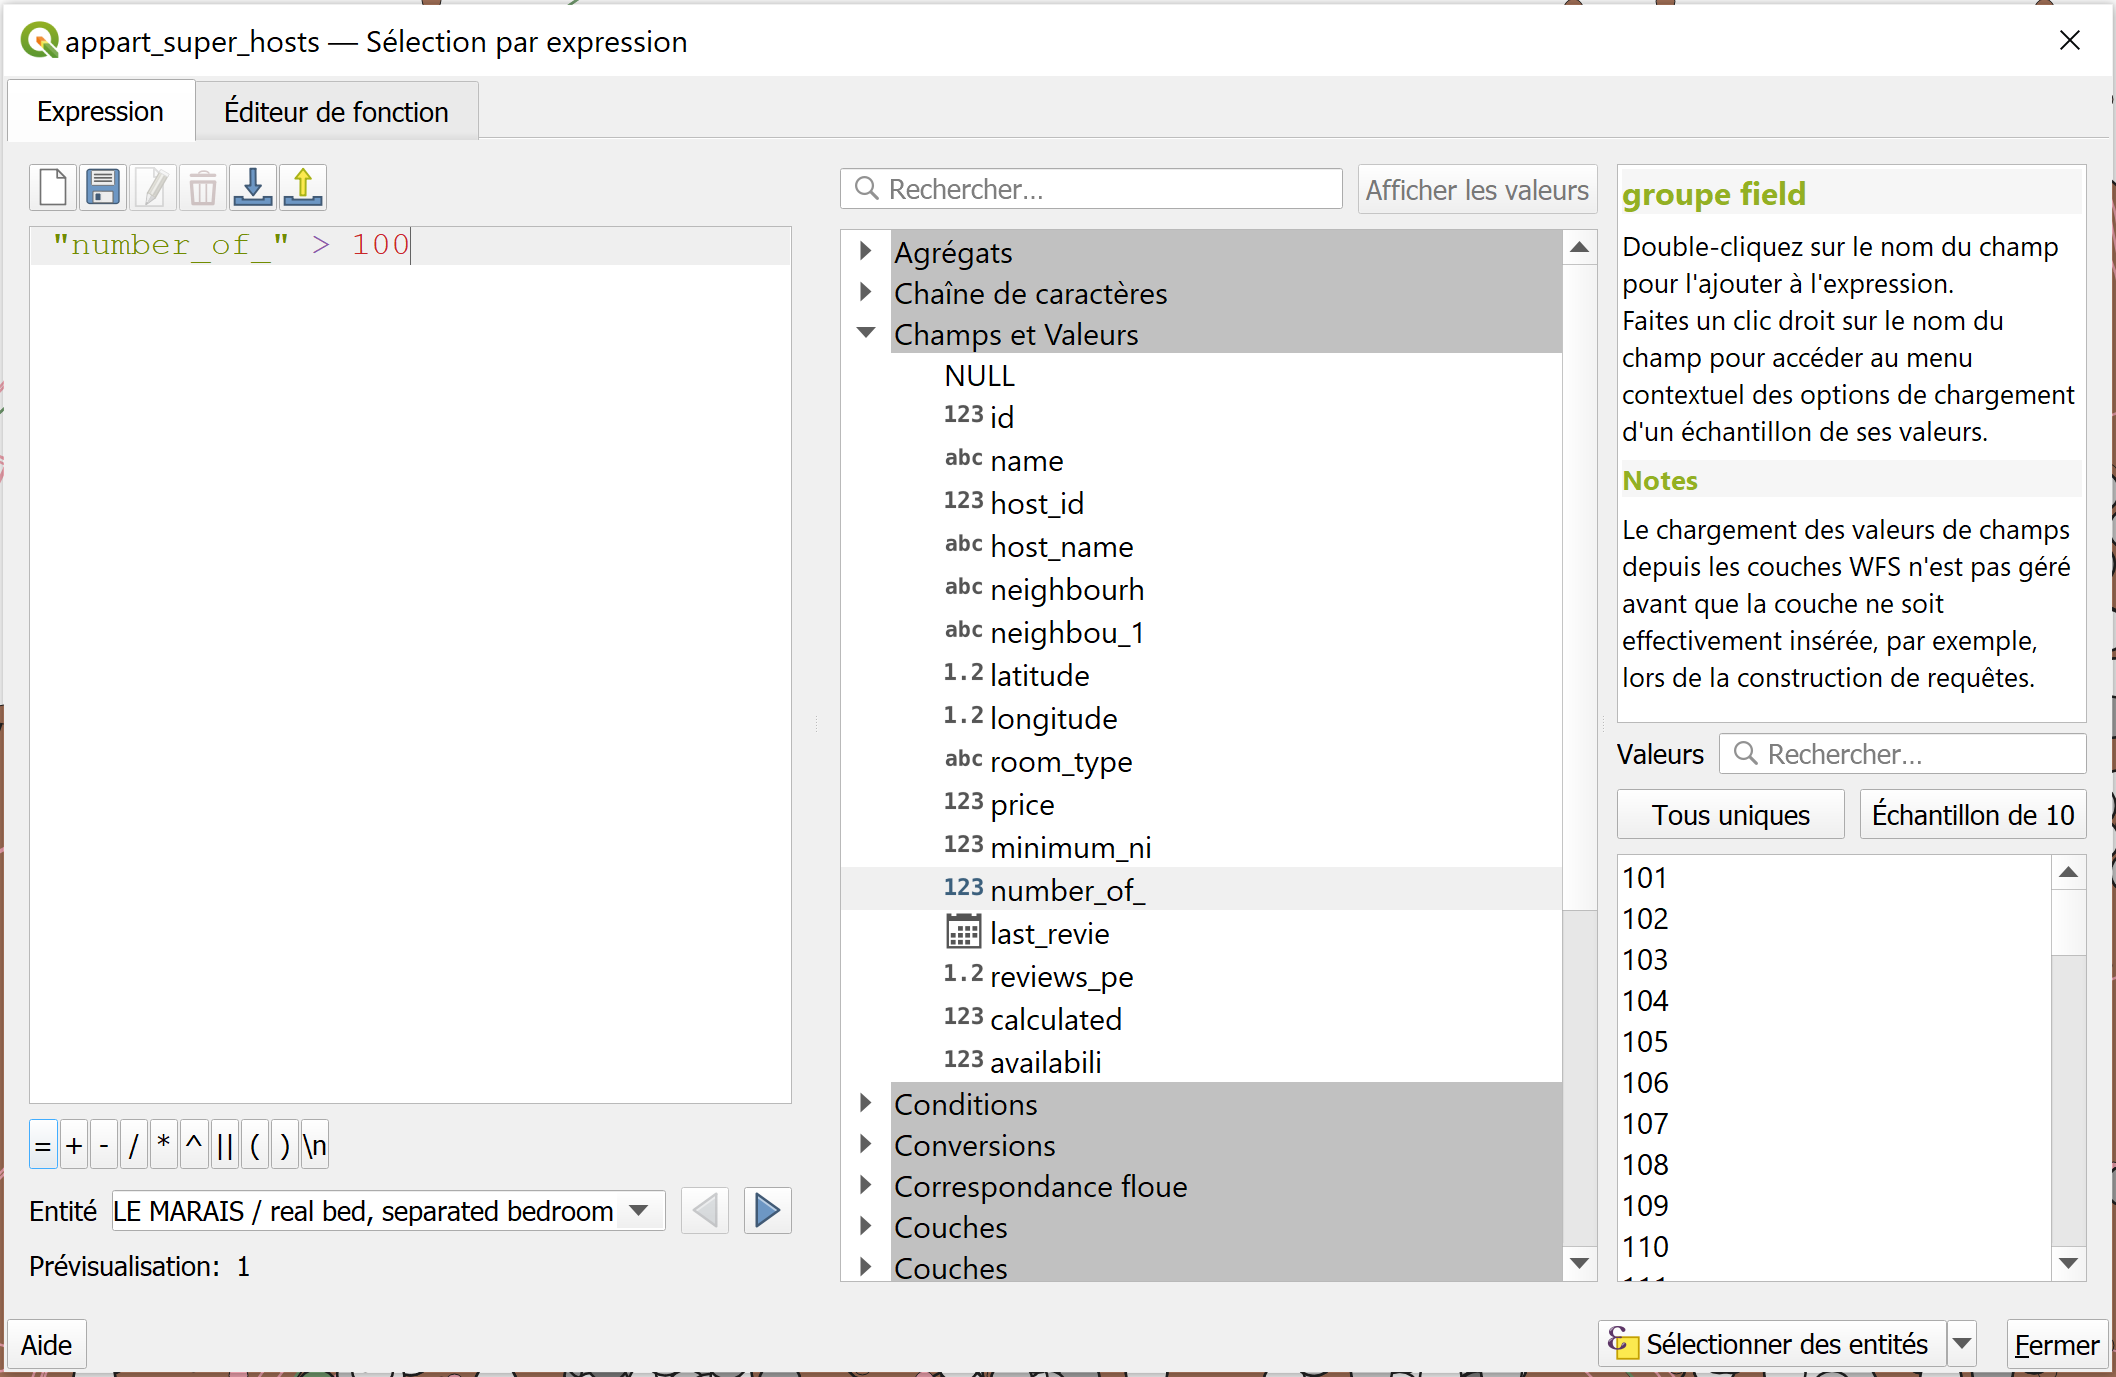 appart_super_hosts — Sélection par expression
Expression
Éditeur de fonction
"number_of_" > 100
= + - / * ^ || ( ) \n
Entité LE MARAIS / real bed, separated bedroom
Prévisualisation: 1
Aide
Rechercher...
Afficher les valeurs
Agrégats
Chaîne de caractères
Champs et Valeurs
NULL
123 id
abc name
123 host_id
abc host_name
abc neighbourh
abc neighbou_1
1.2 latitude
1.2 longitude
abc room_type
123 price
123 minimum_ni
123 number_of_
last_revie
1.2 reviews_pe
123 calculated
123 availabili
Conditions
Conversions
Correspondance floue
Couches
Couches
groupe field
Double-cliquez sur le nom du champ
pour l'ajouter à l'expression.
Faites un clic droit sur le nom du
champ pour accéder au menu
contextuel des options de chargement
d'un échantillon de ses valeurs.
Notes
Le chargement des valeurs de champs
depuis les couches WFS n'est pas géré
avant que la couche ne soit
effectivement insérée, par exemple,
lors de la construction de requêtes.
Valeurs Rechercher...
Tous uniques
Échantillon de 10
101
102
103
104
105
106
107
108
109
110
Sélectionner des entités
Fermer